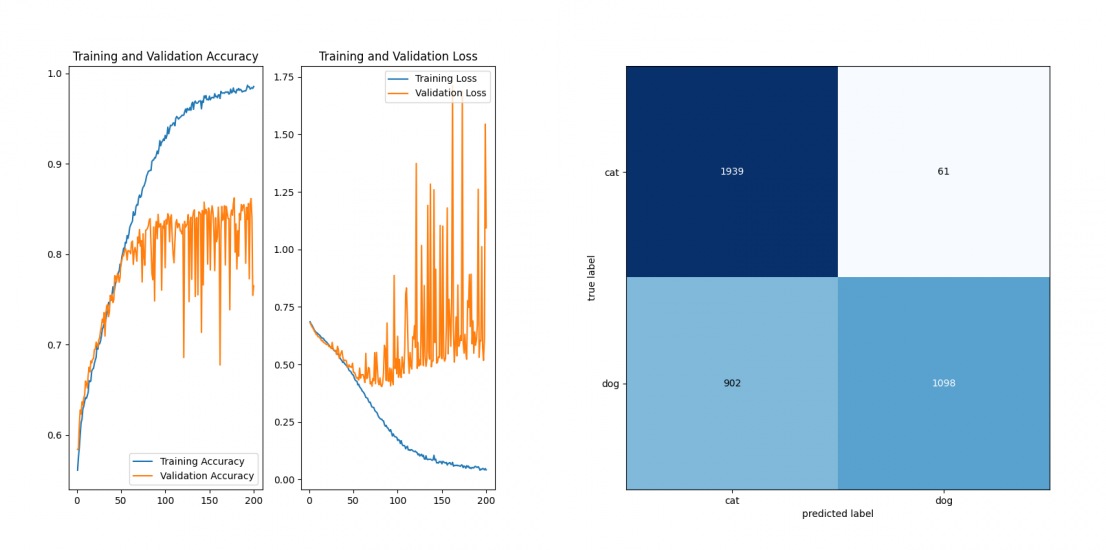 Training and Validation Accuracy
1.0
0.9
0.8
0.7
0.6
Training Accuracy
Validation Accuracy
0 50 100 150 200
Training and Validation Loss
1.75
1.50
1.25
1.00
0.75
0.50
0.25
0.00
Training Loss
Validation Loss
0 50 100 150 200
true label
cat
1939 61
dog
902 1098
cat dog
predicted label